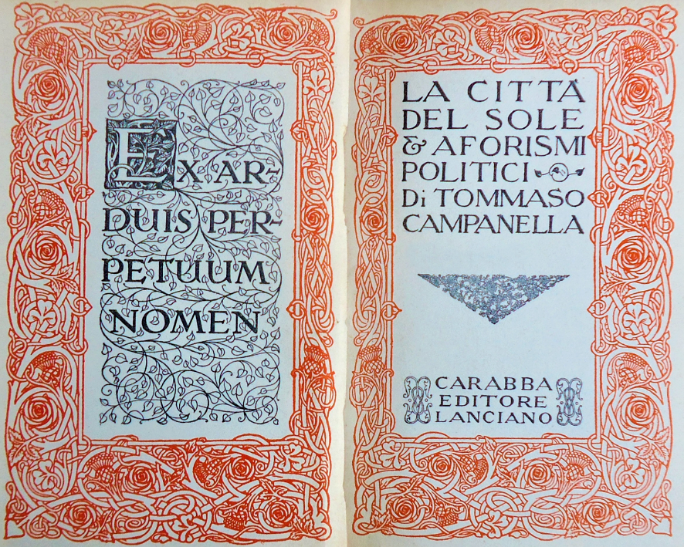 EX AR-
DUIS PER-
PETUUM
NOMEN
LA CITTÀ
DEL SOLE
& AFORISMI
POLITICI
Di TOMMASO
CAMPANELLA
CARABBA
EDITORE
LANCIANO